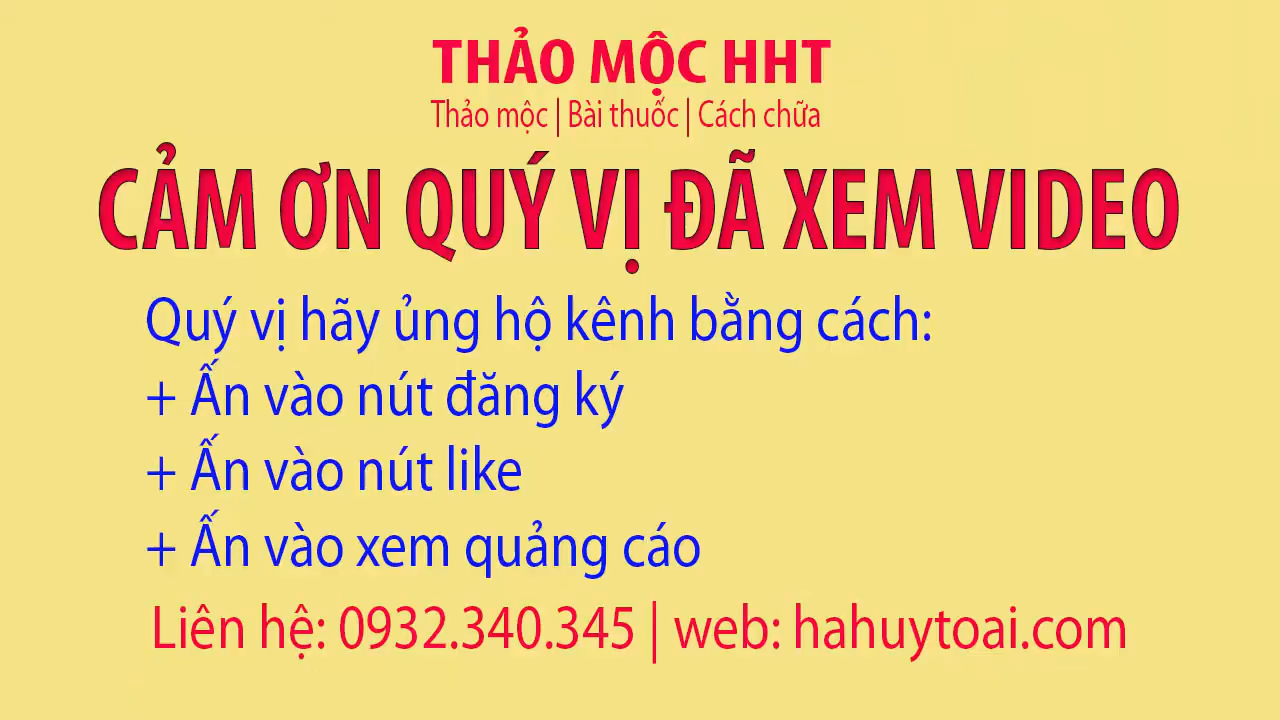 THẢO MỘC HHT
Thảo mộc | Bài thuốc | Cách chữa
CẢM ƠN QUÝ VỊ ĐÃ XEM VIDEO
Quý vị hãy ủng hộ kênh bằng cách:
+ Ấn vào nút đăng ký
+ Ấn vào nút like
+ Ấn vào xem quảng cáo
Liên hệ: 0932.340.345 | web: hahuytoai.com